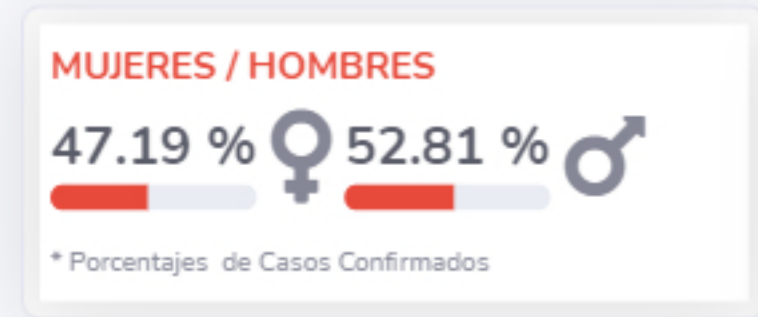 MUJERES / HOMBRES
47.19 % 52.81 %
* Porcentajes de Casos Confirmados